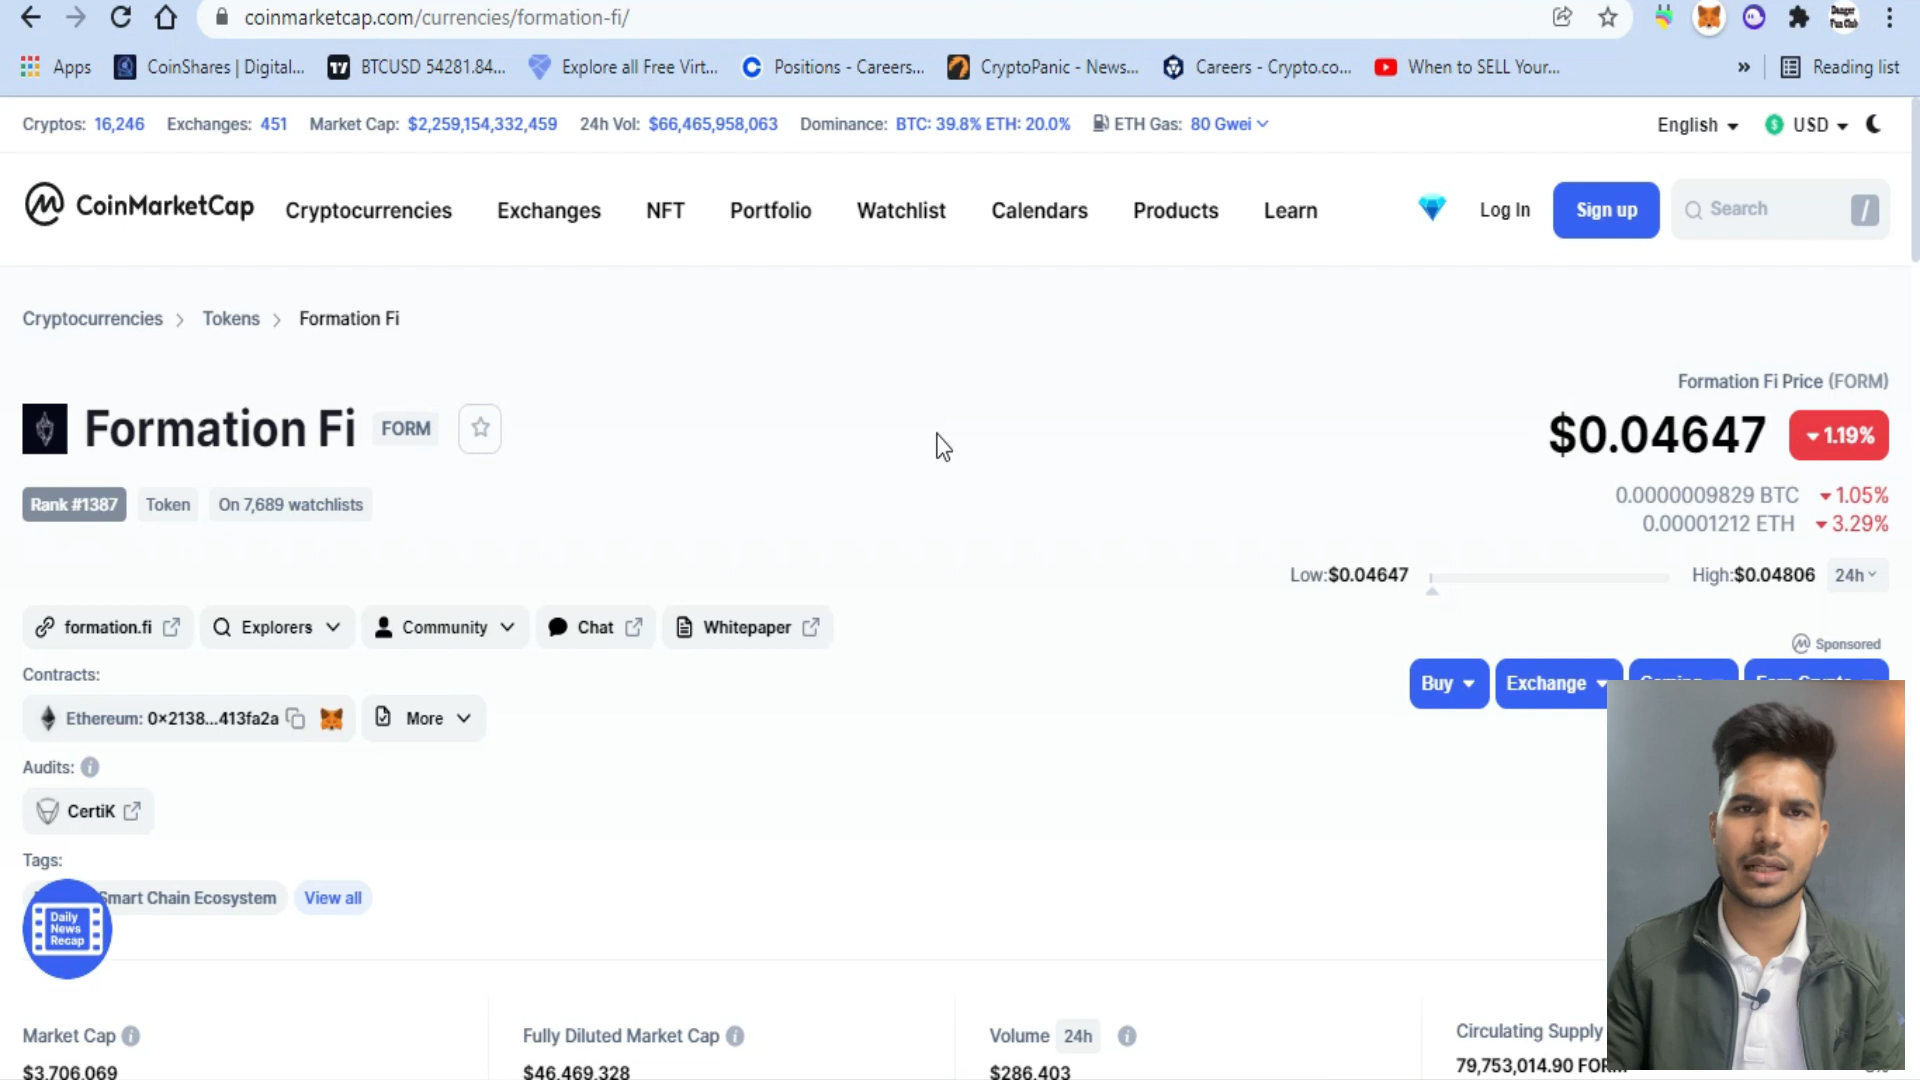 coinmarketcap.com/currencies/formation-fi/
Danger Fun Club
Apps CoinShares | Digital... BTCUSD 54281.84... Explore all Free Virt... Positions - Careers... CryptoPanic - News... Careers - Crypto.co... When to SELL Your... » Reading list
Cryptos: 16,246 Exchanges: 451 Market Cap: $2,259,154,332,459 24h Vol: $66,465,958,063 Dominance: BTC: 39.8% ETH: 20.0% ETH Gas: 80 Gwei English USD
CoinMarketCap Cryptocurrencies Exchanges NFT Portfolio Watchlist Calendars Products Learn Log In Sign up Search /
Cryptocurrencies > Tokens > Formation Fi
Formation Fi Price (FORM)
Formation Fi FORM $0.04647 1.19%
Rank #1387 Token On 7,689 watchlists 0.0000009829 BTC 1.05%
0.00001212 ETH 3.29%
Low:$0.04647 High:$0.04806 24h
formation.fi Explorers Community Chat Whitepaper
Sponsored
Contracts:
Buy Exchange
Ethereum: 0×2138...413fa2a More
Audits:
CertiK
Tags:
Smart Chain Ecosystem View all
Daily
News
Recap
Market Cap Fully Diluted Market Cap Volume 24h Circulating Supply
$3,706,069 $46,469,328 $286,403 79,753,014.90